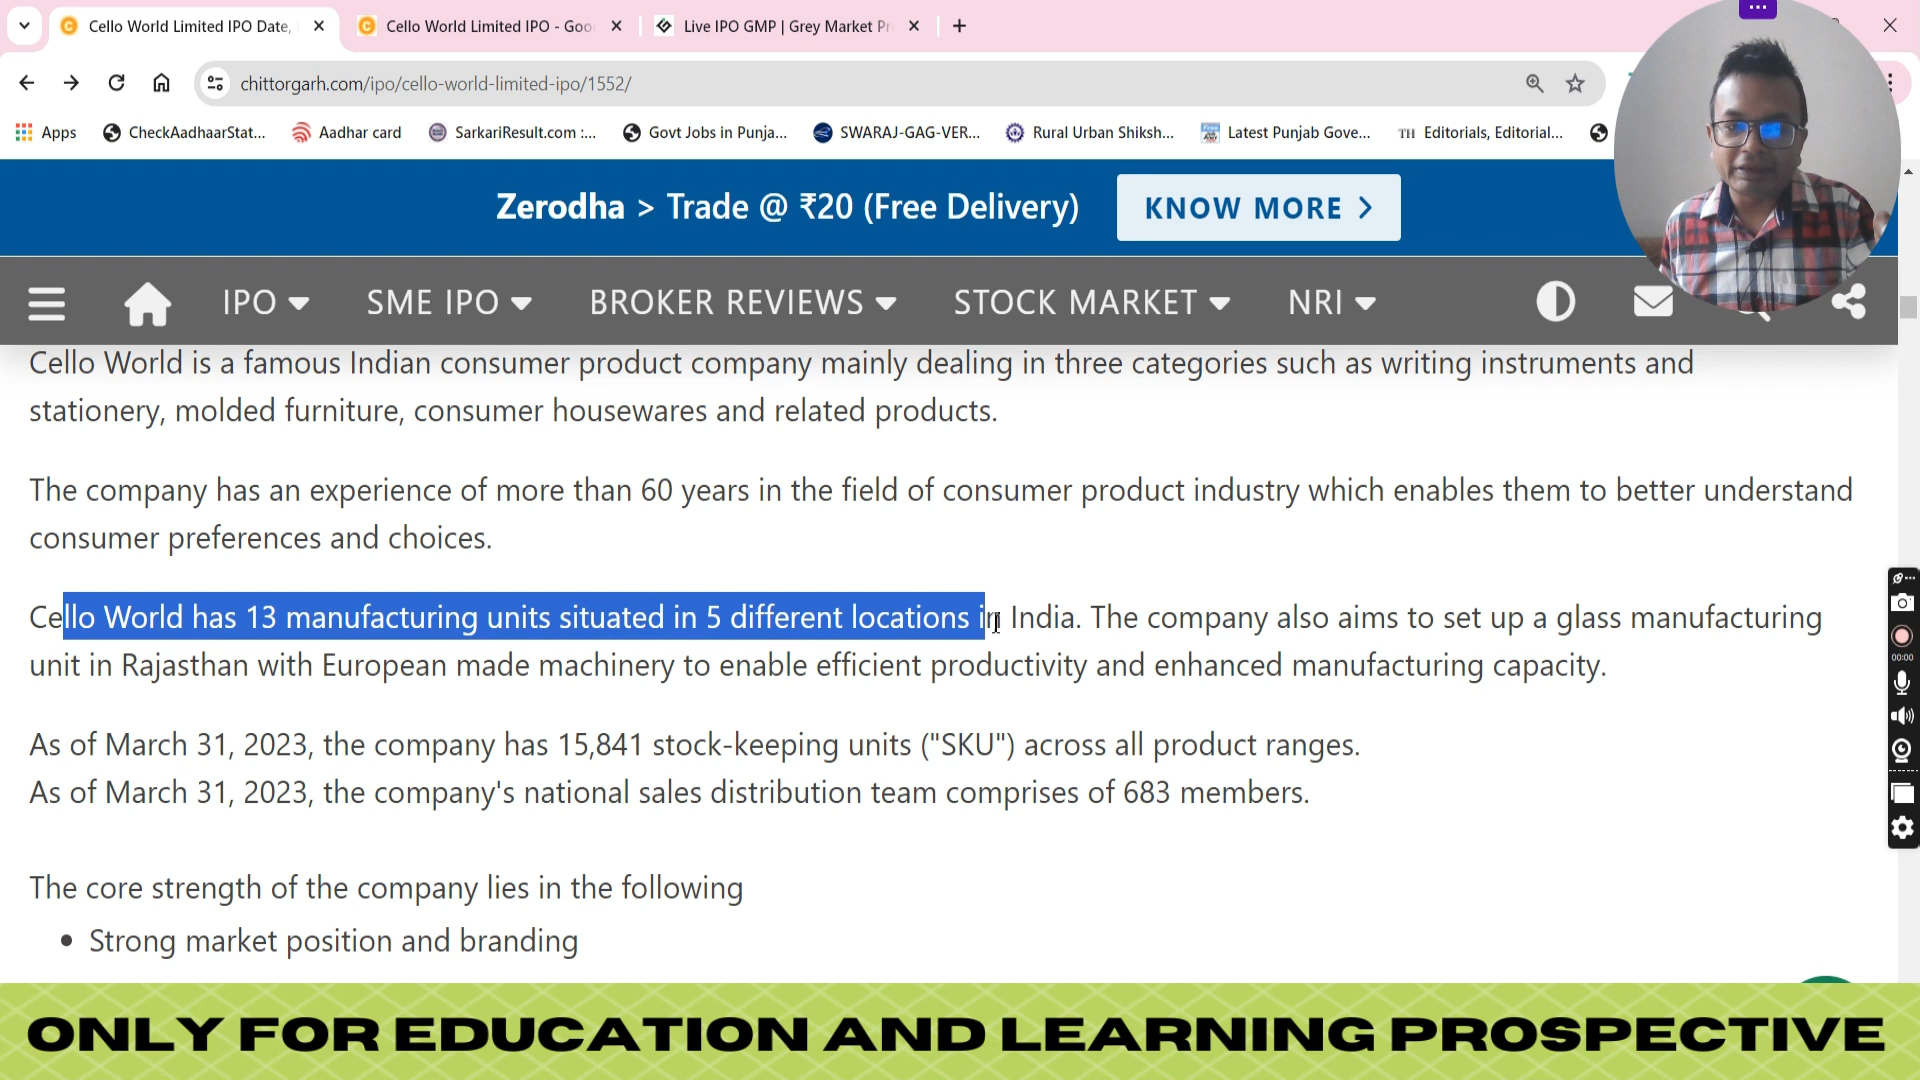 Cello World Limited IPO Date,
Cello World Limited IPO - Goo
Live IPO GMP | Grey Market Pr
chittorgarh.com/ipo/cello-world-limited-ipo/1552/
Apps
CheckAadhaarStat...
Aadhar card
SarkariResult.com :...
Govt Jobs in Punja...
SWARAJ-GAG-VER...
Rural Urban Shiksh...
Latest Punjab Gove...
TH Editorials, Editorial...
Zerodha > Trade @ ₹20 (Free Delivery)
KNOW MORE
IPO
SME IPO
BROKER REVIEWS
STOCK MARKET
NRI
Cello World is a famous Indian consumer product company mainly dealing in three categories such as writing instruments and
stationery, molded furniture, consumer housewares and related products.
The company has an experience of more than 60 years in the field of consumer product industry which enables them to better understand
consumer preferences and choices.
Cello World has 13 manufacturing units situated in 5 different locations in India. The company also aims to set up a glass manufacturing
unit in Rajasthan with European made machinery to enable efficient productivity and enhanced manufacturing capacity.
As of March 31, 2023, the company has 15,841 stock-keeping units ("SKU") across all product ranges.
As of March 31, 2023, the company's national sales distribution team comprises of 683 members.
The core strength of the company lies in the following
• Strong market position and branding
00:00
ONLY FOR EDUCATION AND LEARNING PROSPECTIVE